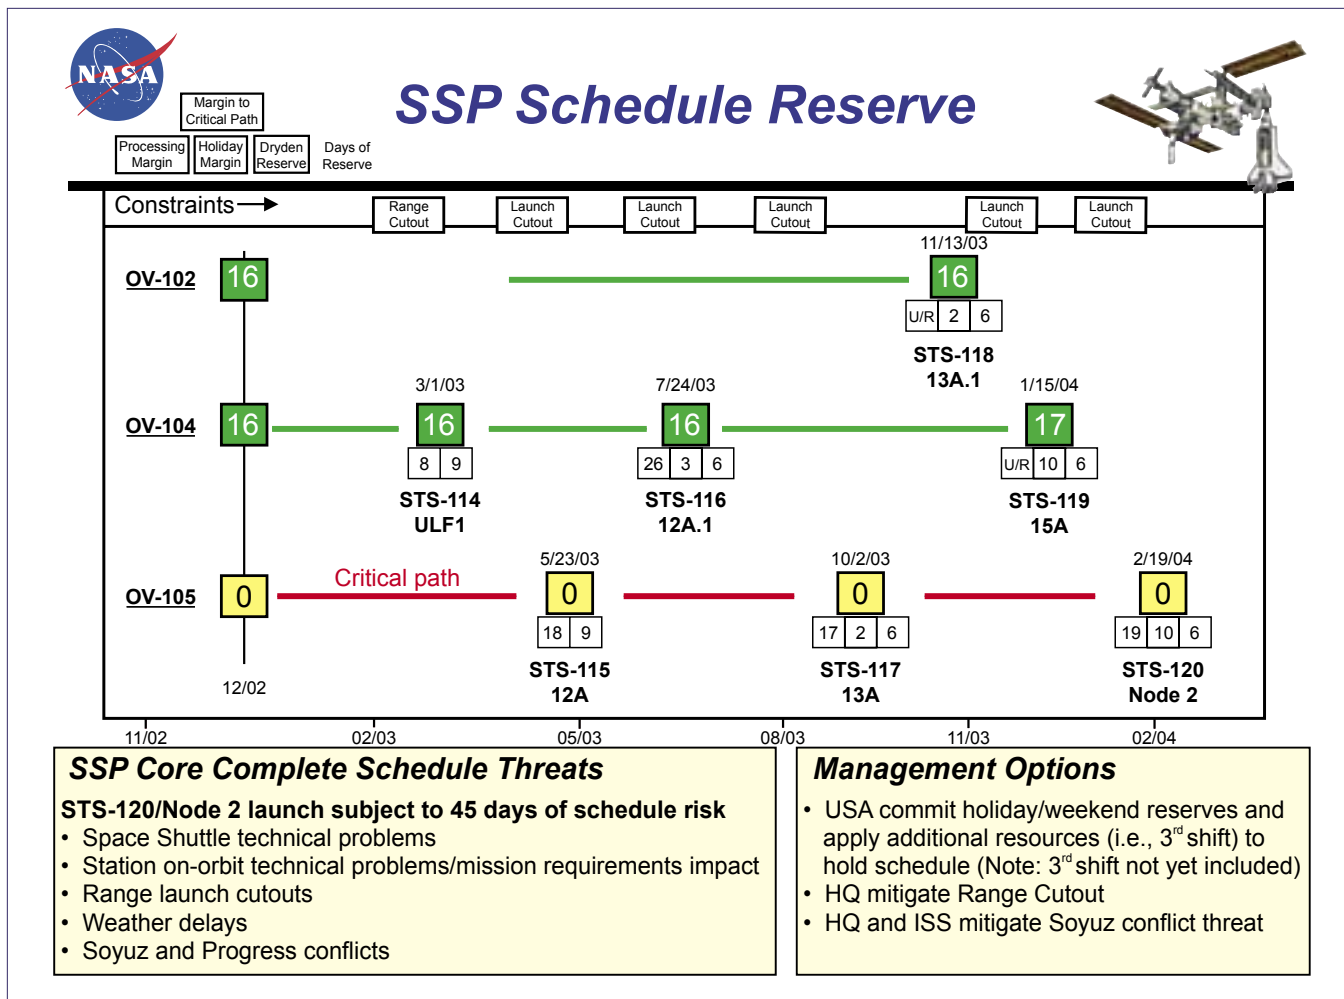 NASA
SSP Schedule Reserve
Margin to
Critical Path
Processing
Margin
Holiday
Margin
Dryden
Reserve
Days of
Reserve
Constraints
Range
Cutout
Launch
Cutout
Launch
Cutout
Launch
Cutout
Launch
Cutout
Launch
Cutout
OV-102
16
11/13/03
16
U/R 2 6
STS-118
13A.1
OV-104
16
3/1/03
16
8 9
STS-114
ULF1
7/24/03
16
26 3 6
STS-116
12A.1
1/15/04
17
U/R 10 6
STS-119
15A
OV-105
0
Critical path
5/23/03
0
18 9
STS-115
12A
10/2/03
0
17 2 6
STS-117
13A
2/19/04
0
19 10 6
STS-120
Node 2
12/02
11/02 02/03 05/03 08/03 11/03 02/04
SSP Core Complete Schedule Threats
STS-120/Node 2 launch subject to 45 days of schedule risk
• Space Shuttle technical problems
• Station on-orbit technical problems/mission requirements impact
• Range launch cutouts
• Weather delays
• Soyuz and Progress conflicts
Management Options
• USA commit holiday/weekend reserves and
apply additional resources (i.e., 3rd shift) to
hold schedule (Note: 3rd shift not yet included)
• HQ mitigate Range Cutout
• HQ and ISS mitigate Soyuz conflict threat